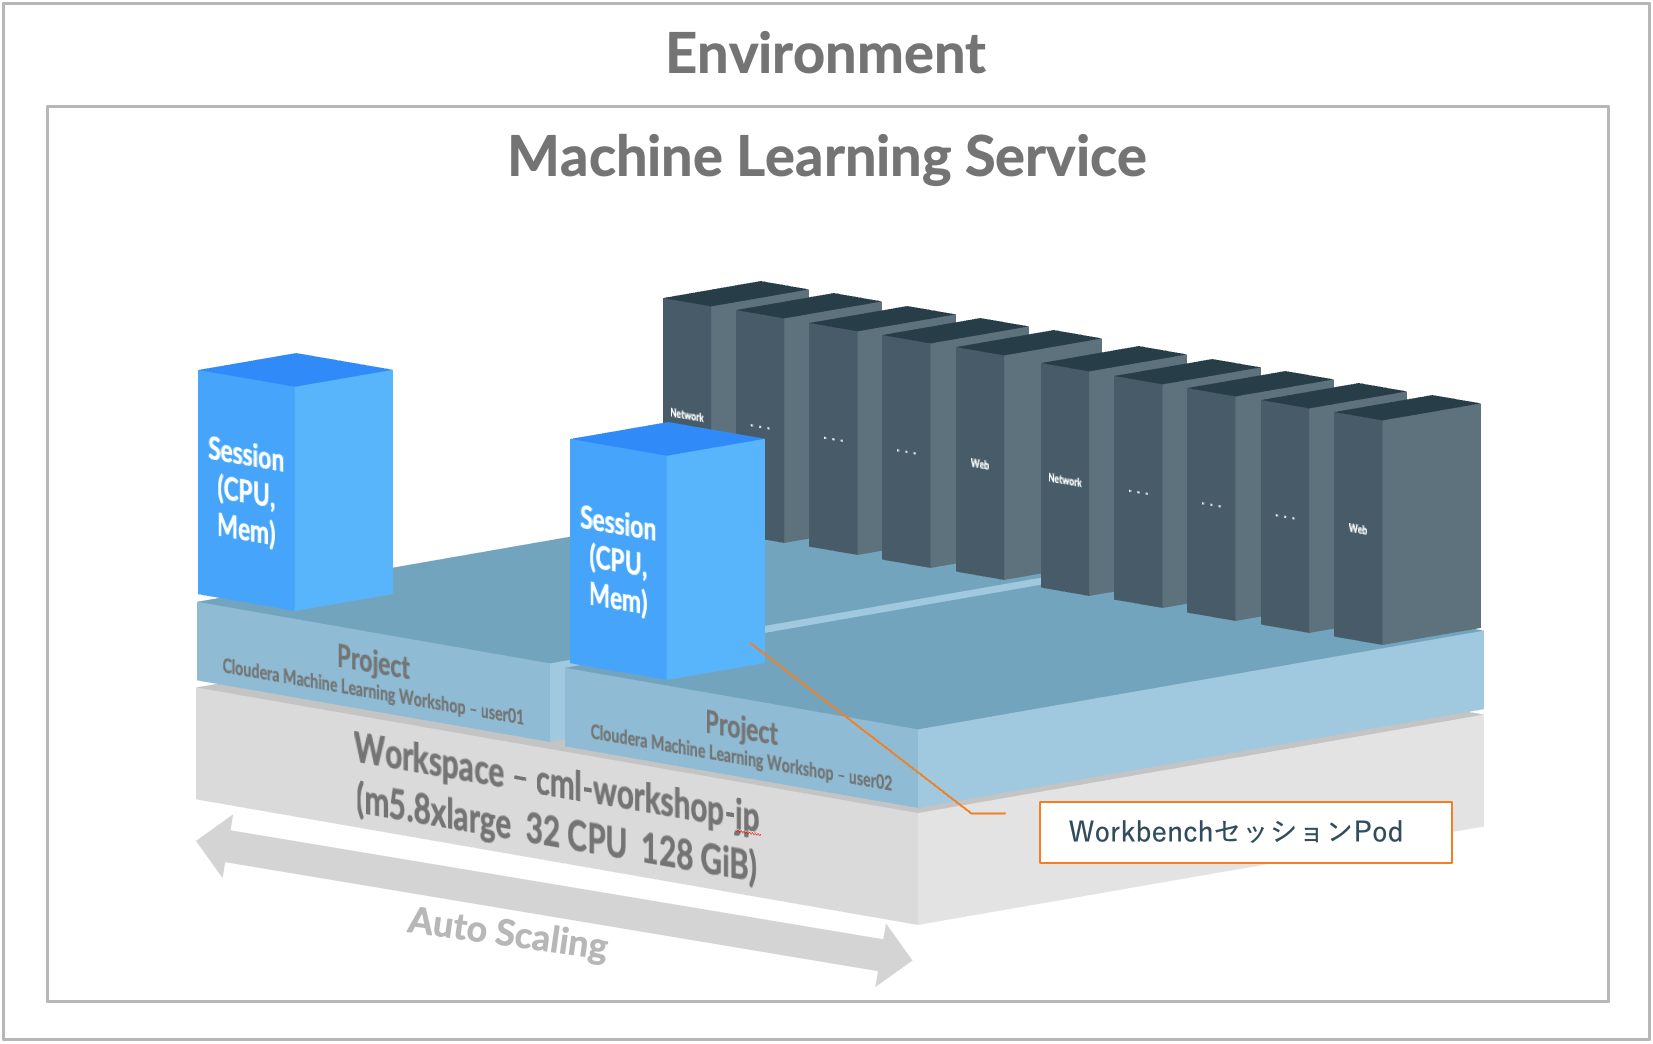 Environment
Machine Learning Service
Network
...
...
...
Web
Network
...
...
...
Web
Session
(CPU,
Mem)
Session
(CPU,
Mem)
Project
Cloudera Machine Learning Workshop – user01
Project
Cloudera Machine Learning Workshop – user02
Workspace – cml-workshop-jp
(m5.8xlarge 32 CPU 128 GiB)
WorkbenchセッションPod
Auto Scaling